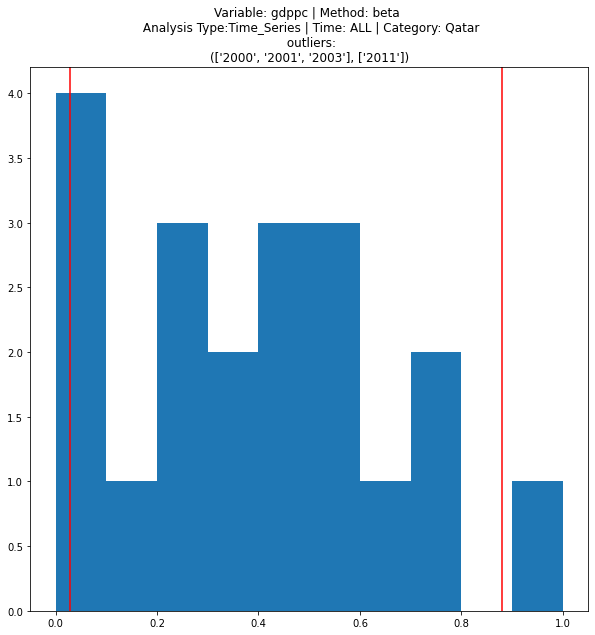 Variable: gdppc | Method: beta
Analysis Type:Time_Series | Time: ALL | Category: Qatar
outliers:
(['2000', '2001', '2003'], ['2011'])
4.0
3.5
3.0
2.5
2.0
1.5
1.0
0.5
0.0
0.0 0.2 0.4 0.6 0.8 1.0